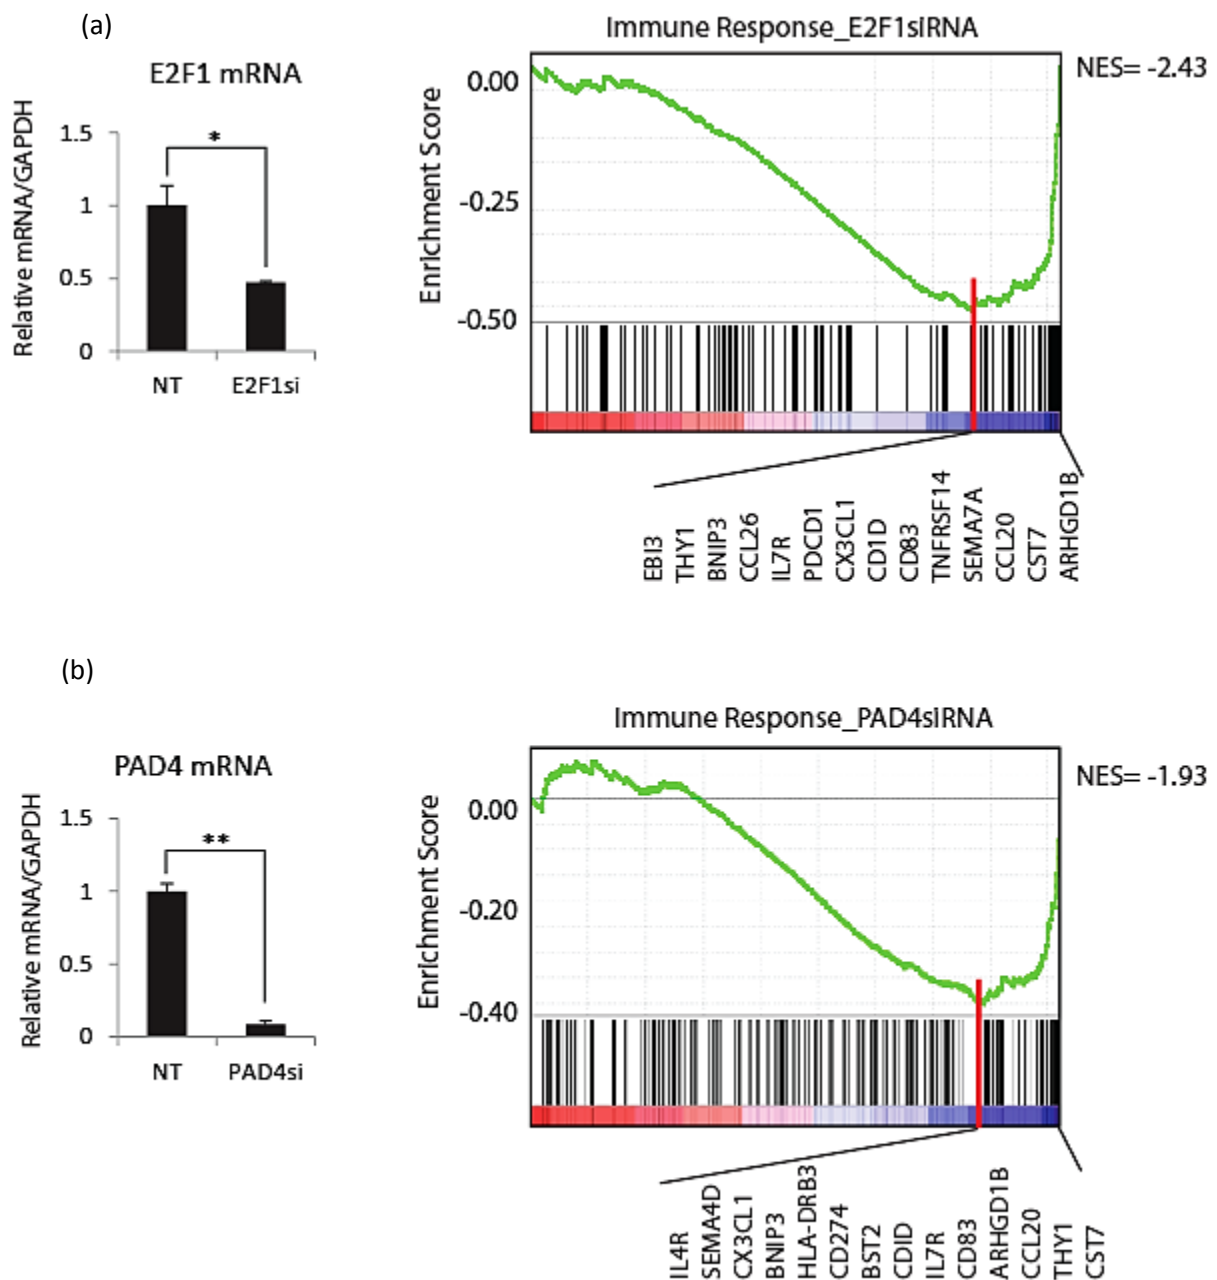 (a)
E2F1 mRNA
Relative mRNA/GAPDH
1.5
1
0.5
0
*
NT
E2F1si
Immune Response_E2F1siRNA
NES= -2.43
Enrichment Score
0.00
-0.25
-0.50
EBI3
THY1
BNIP3
CCL26
IL7R
PDCD1
CX3CL1
CD1D
CD83
TNFRSF14
SEMA7A
CCL20
CST7
ARHGD1B
(b)
PAD4 mRNA
Relative mRNA/GAPDH
1.5
1
0.5
0
**
NT
PAD4si
Immune Response_PAD4siRNA
NES= -1.93
Enrichment Score
0.00
-0.20
-0.40
IL4R
SEMA4D
CX3CL1
BNIP3
HLA-DRB3
CD274
BST2
CDID
IL7R
CD83
ARHGD1B
CCL20
THY1
CST7